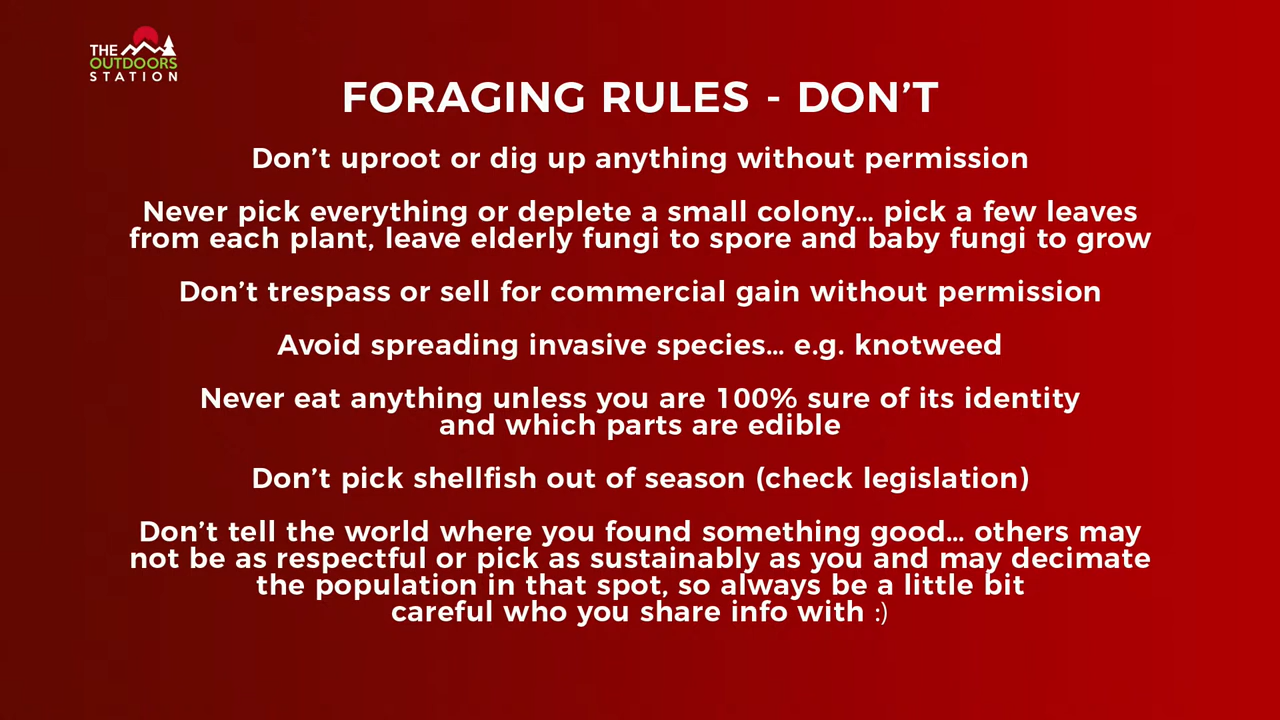 THE
OUTDOORS
STATION
FORAGING RULES - DON’T
Don’t uproot or dig up anything without permission
Never pick everything or deplete a small colony... pick a few leaves
from each plant, leave elderly fungi to spore and baby fungi to grow
Don’t trespass or sell for commercial gain without permission
Avoid spreading invasive species... e.g. knotweed
Never eat anything unless you are 100% sure of its identity
and which parts are edible
Don’t pick shellfish out of season (check legislation)
Don’t tell the world where you found something good... others may
not be as respectful or pick as sustainably as you and may decimate
the population in that spot, so always be a little bit
careful who you share info with :)